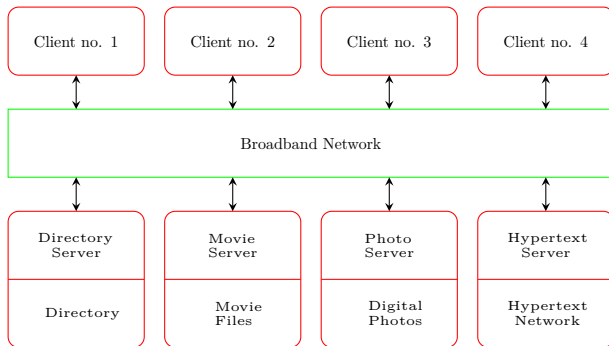 Client no. 1
Client no. 2
Client no. 3
Client no. 4
Broadband Network
Directory
Server
Movie
Server
Photo
Server
Hypertext
Server
Directory
Movie
Files
Digital
Photos
Hypertext
Network